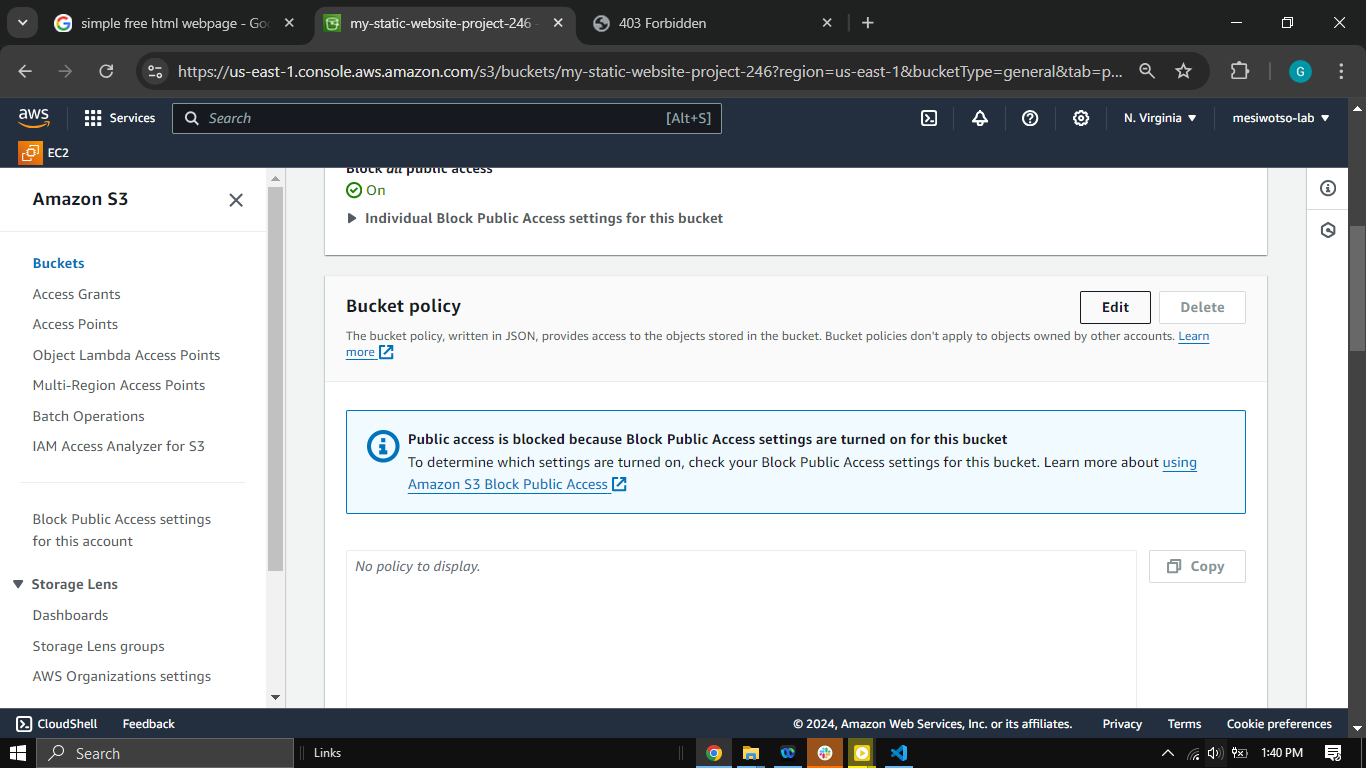 simple free html webpage - Goo
my-static-website-project-246 -
403 Forbidden
https://us-east-1.console.aws.amazon.com/s3/buckets/my-static-website-project-246?region=us-east-1&bucketType=general&tab=p...
G
aws
Services
Search
[Alt+S]
N. Virginia
mesiwotso-lab
EC2
Amazon S3
Buckets
Access Grants
Access Points
Object Lambda Access Points
Multi-Region Access Points
Batch Operations
IAM Access Analyzer for S3
Block Public Access settings
for this account
Storage Lens
Dashboards
Storage Lens groups
AWS Organizations settings
Block all public access
On
Individual Block Public Access settings for this bucket
Bucket policy
Edit
Delete
The bucket policy, written in JSON, provides access to the objects stored in the bucket. Bucket policies don't apply to objects owned by other accounts. Learn
more
Public access is blocked because Block Public Access settings are turned on for this bucket
To determine which settings are turned on, check your Block Public Access settings for this bucket. Learn more about using
Amazon S3 Block Public Access
No policy to display.
Copy
CloudShell
Feedback
© 2024, Amazon Web Services, Inc. or its affiliates.
Privacy
Terms
Cookie preferences
Search
Links
1:40 PM